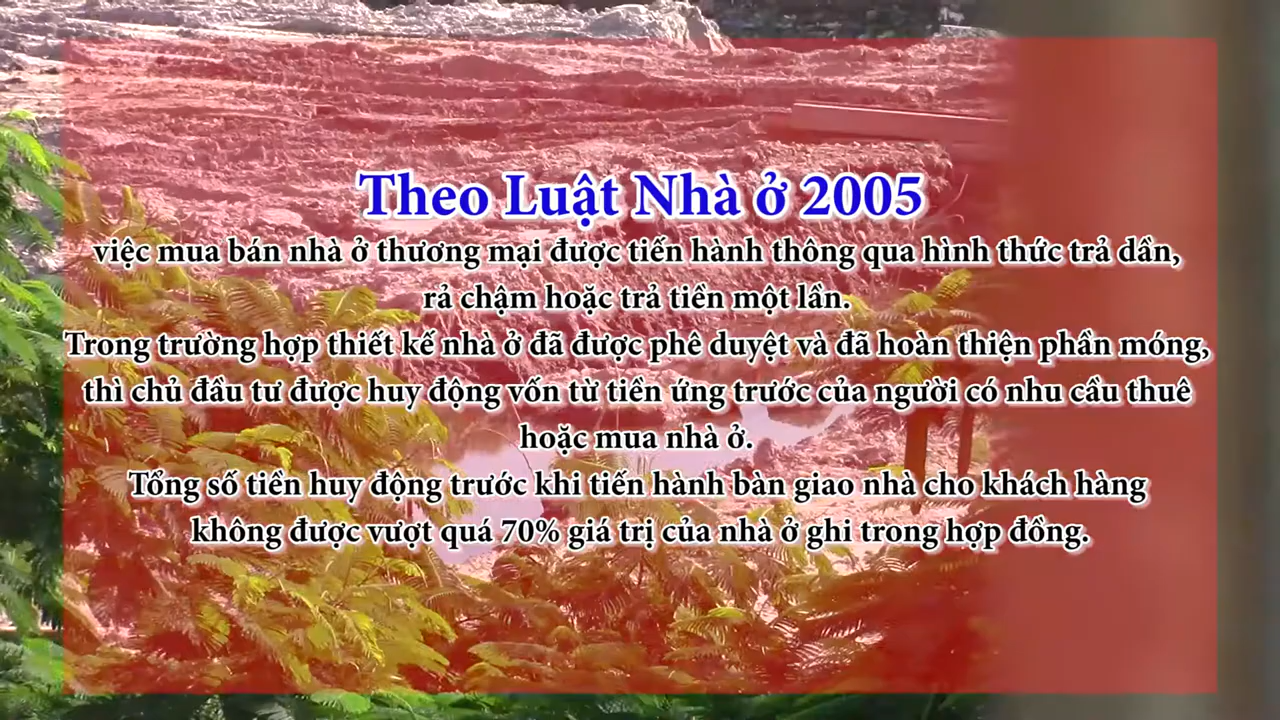 Theo Luật Nhà ở 2005
việc mua bán nhà ở thương mại được tiến hành thông qua hình thức trả dần,
rả chậm hoặc trả tiền một lần.
Trong trường hợp thiết kế nhà ở đã được phê duyệt và đã hoàn thiện phần móng,
thì chủ đầu tư được huy động vốn từ tiền ứng trước của người có nhu cầu thuê
hoặc mua nhà ở.
Tổng số tiền huy động trước khi tiến hành bàn giao nhà cho khách hàng
không được vượt quá 70% giá trị của nhà ở ghi trong hợp đồng.